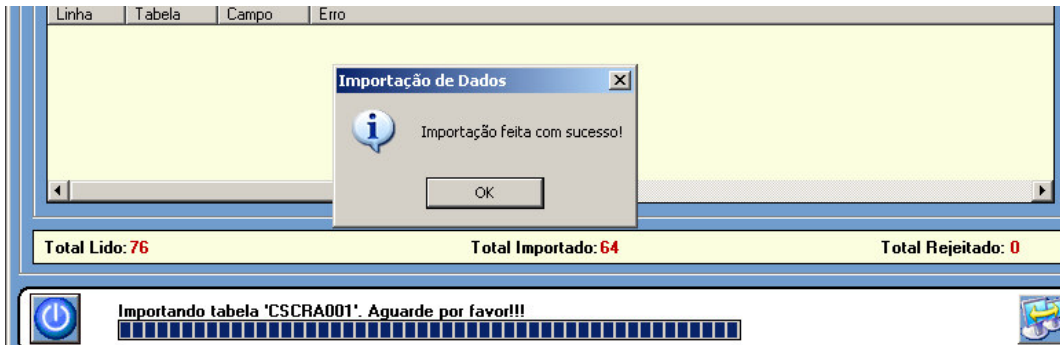 Linha Tabela Campo Erro
Importação de Dados
Importação feita com sucesso!
OK
Total Lido: 76 Total Importado: 64 Total Rejeitado: 0
Importando tabela 'CSCRA001'. Aguarde por favor!!!